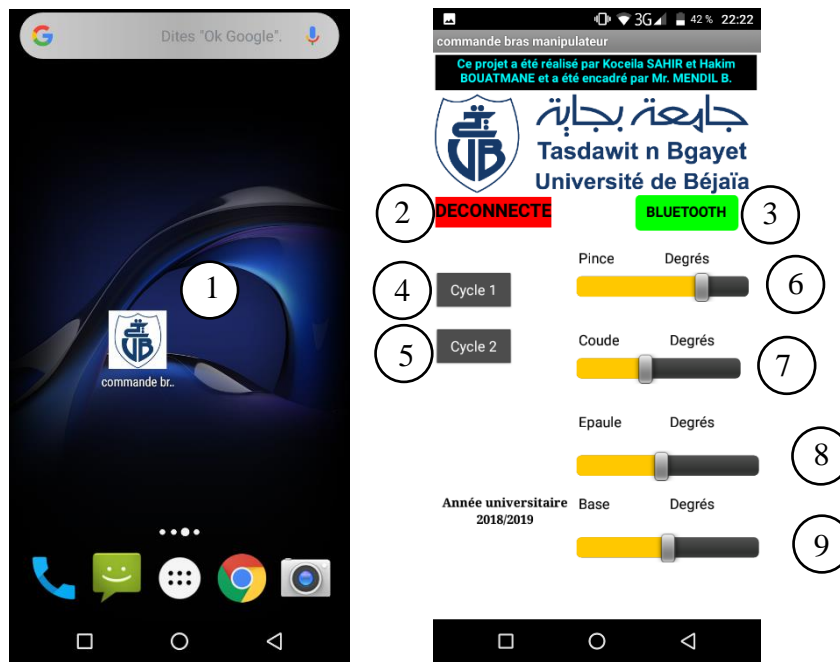 Dites "Ok Google".
1
commande br..
3G 42 % 22:22
commande bras manipulateur
Ce projet a été réalisé par Koceila SAHIR et Hakim
BOUATMANE et a été encadré par Mr. MENDIL B.
جامعة بجاية
Tasdawit n Bgayet
Université de Béjaïa
2
DECONNECTE
BLUETOOTH
3
Pince Degrés
6
4
Cycle 1
5
Cycle 2
Coude Degrés
7
Epaule Degrés
8
Année universitaire
2018/2019
Base Degrés
9